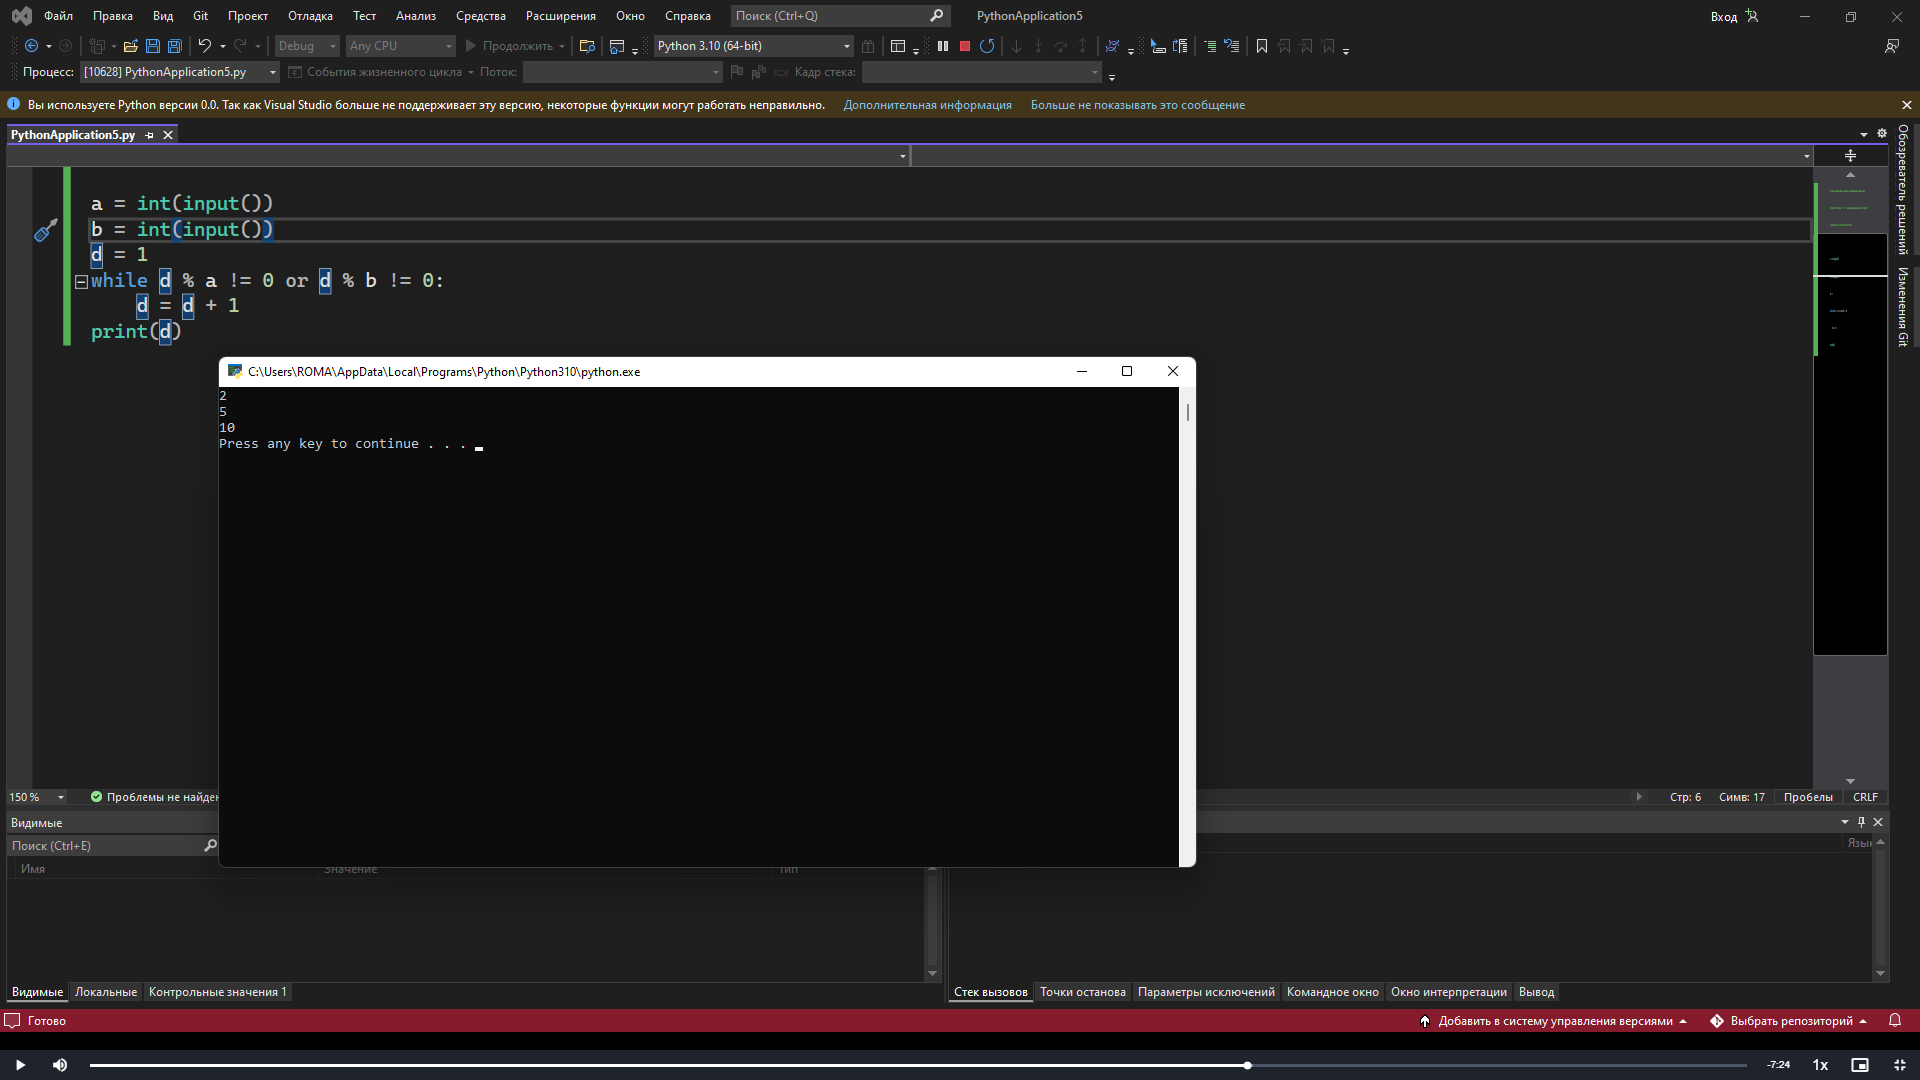 Файл Правка Вид Git Проект Отладка Тест Анализ Средства Расширения Окно Справка Поиск (Ctrl+Q) PythonApplication5 Вход
Debug Any CPU Продолжить Python 3.10 (64-bit)
Процесс: [10628] PythonApplication5.py События жизненного цикла Поток: Кадр стека:
Вы используете Python версии 0.0. Так как Visual Studio больше не поддерживает эту версию, некоторые функции могут работать неправильно. Дополнительная информация Больше не показывать это сообщение
PythonApplication5.py
Обозреватель решений
Изменения Git
a = int(input())
b = int(input())
d = 1
while d % a != 0 or d % b != 0:
d = d + 1
print(d)
C:\Users\ROMA\AppData\Local\Programs\Python\Python310\python.exe
2
5
10
Press any key to continue . . .
150 % Проблемы не найден Стр: 6 Симв: 17 Пробелы CRLF
Видимые
Поиск (Ctrl+E) Язык
Имя Значение Тип
Видимые Локальные Контрольные значения 1 Стек вызовов Точки останова Параметры исключений Командное окно Окно интерпретации Вывод
Готово Добавить в систему управления версиями Выбрать репозиторий
-7:24 1x